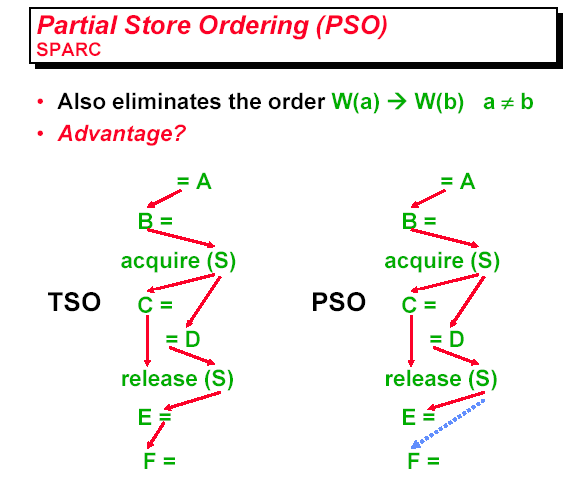 Partial Store Ordering (PSO)
SPARC
• Also eliminates the order W(a) → W(b) a ≠ b
• Advantage?
= A
B =
acquire (S)
TSO
C =
= D
release (S)
E =
F =
= A
B =
acquire (S)
PSO
C =
= D
release (S)
E =
F =